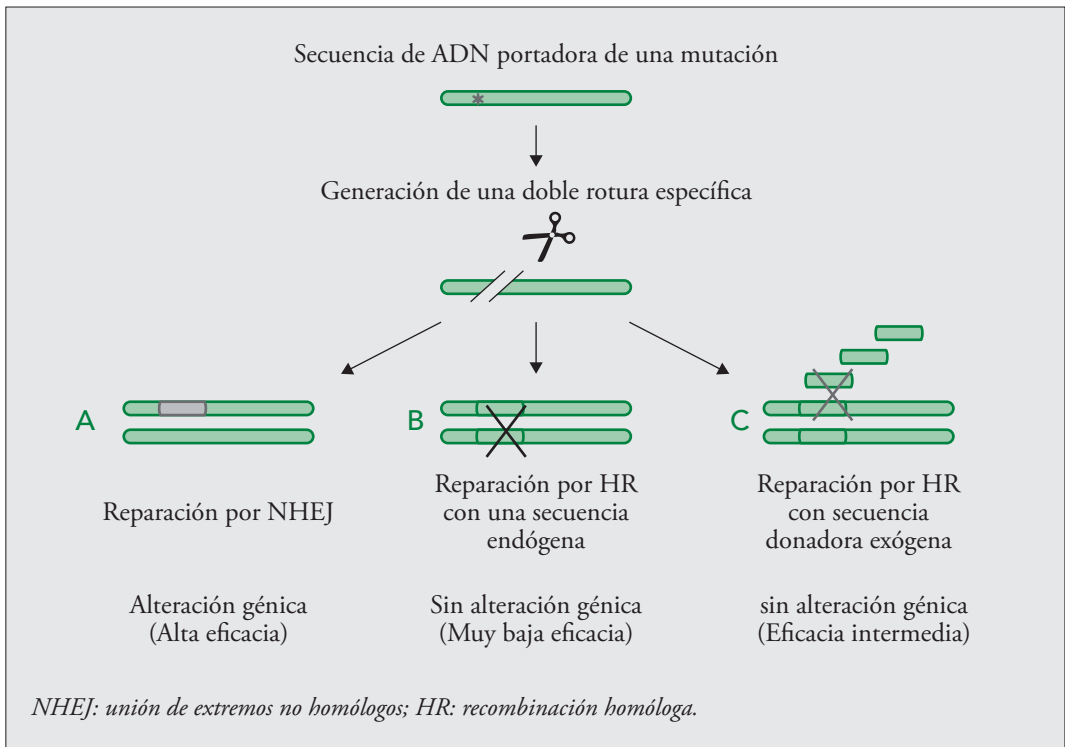 Secuencia de ADN portadora de una mutación
Generación de una doble rotura específica
A
B
C
Reparación por NHEJ
Reparación por HR
con una secuencia
endógena
Reparación por HR
con secuencia
donadora exógena
Alteración génica
(Alta eficacia)
Sin alteración génica
(Muy baja eficacia)
sin alteración génica
(Eficacia intermedia)
NHEJ: unión de extremos no homólogos; HR: recombinación homóloga.